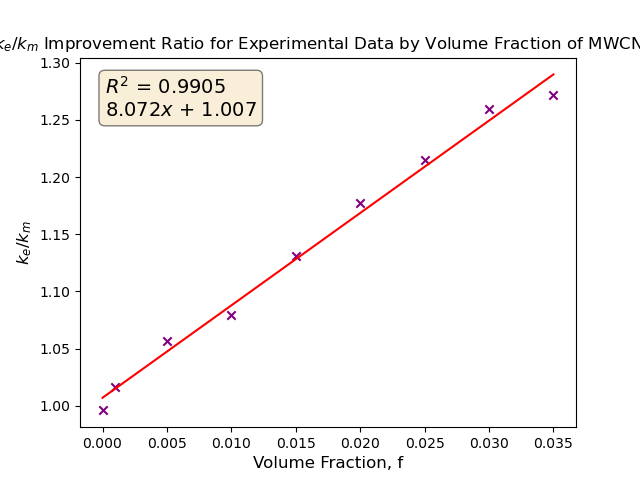 k_e/k_m Improvement Ratio for Experimental Data by Volume Fraction of MWCN
R² = 0.9905
8.072x + 1.007
1.30
1.25
1.20
1.15
1.10
1.05
1.00
k_e/k_m
0.000 0.005 0.010 0.015 0.020 0.025 0.030 0.035
Volume Fraction, f